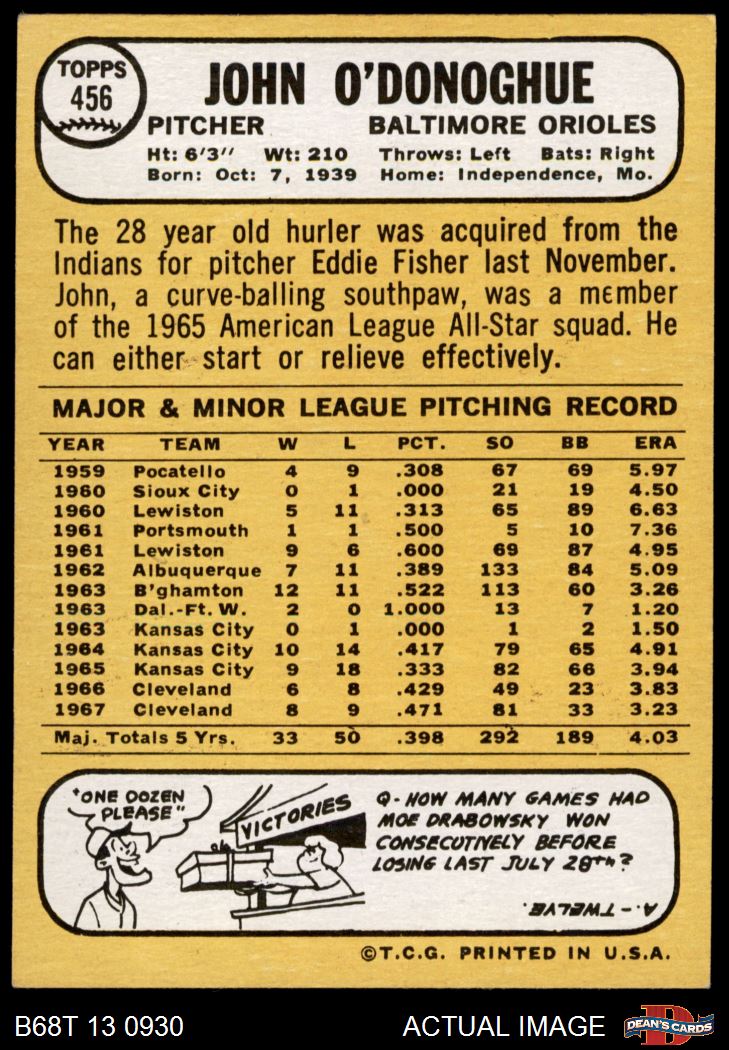 TOPPS
456
JOHN O'DONOGHUE
PITCHER BALTIMORE ORIOLES
Ht: 6'3" Wt: 210 Throws: Left Bats: Right
Born: Oct: 7, 1939 Home: Independence, Mo.
The 28 year old hurler was acquired from the
Indians for pitcher Eddie Fisher last November.
John, a curve-balling southpaw, was a member
of the 1965 American League All-Star squad. He
can either start or relieve effectively.
MAJOR & MINOR LEAGUE PITCHING RECORD
YEAR TEAM W L PCT. SO BB ERA
1959 Pocatello 4 9 .308 67 69 5.97
1960 Sioux City 0 1 .000 21 19 4.50
1960 Lewiston 5 11 .313 65 89 6.63
1961 Portsmouth 1 1 .500 5 10 7.36
1961 Lewiston 9 6 .600 69 87 4.95
1962 Albuquerque 7 11 .389 133 84 5.09
1963 B'ghamton 12 11 .522 113 60 3.26
1963 Dal.-Ft. W. 2 0 1.000 13 7 1.20
1963 Kansas City 0 1 .000 1 2 1.50
1964 Kansas City 10 14 .417 79 65 4.91
1965 Kansas City 9 18 .333 82 66 3.94
1966 Cleveland 6 8 .429 49 23 3.83
1967 Cleveland 8 9 .471 81 33 3.23
Maj. Totals 5 Yrs. 33 50 .398 292 189 4.03
"ONE DOZEN
PLEASE"
VICTORIES
Q - HOW MANY GAMES HAD
MOE DRABOWSKY WON
CONSECUTIVELY BEFORE
LOSING LAST JULY 28TH?
A. - TWELVE.
©T.C.G. PRINTED IN U.S.A.
B68T 13 0930 ACTUAL IMAGE
D
DEAN'S CARDS